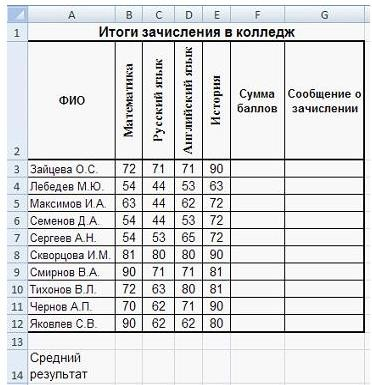 A B C D E F G
1 Итоги зачисления в колледж
2 ФИО Математика Русский язык Английский язык История Сумма баллов Сообщение о зачислении
3 Зайцева О.С. 72 71 71 90
4 Лебедев М.Ю. 54 44 53 63
5 Максимов И.А. 63 44 62 72
6 Семенов Д.А. 54 44 53 72
7 Сергеев А.Н. 54 53 65 72
8 Скворцова И.М. 81 80 80 90
9 Смирнов В.А. 90 71 71 81
10 Тихонов В.Л. 72 63 80 81
11 Чернов А.П. 70 62 71 90
12 Яковлев С.В. 90 62 62 80
13
14 Средний результат